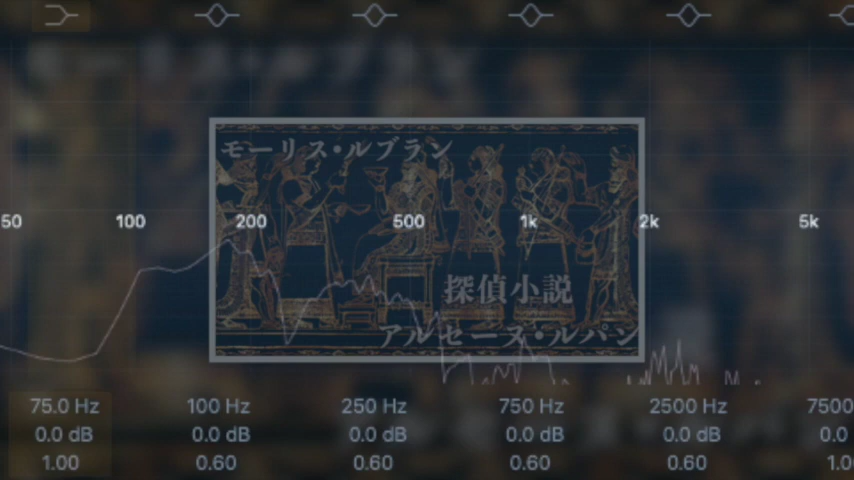 モーリス・ルブラン
50 100 200 500 1k 2k 5k
探偵小説
アルセーヌ・ルパン
75.0 Hz 100 Hz 250 Hz 750 Hz 2500 Hz 7500
0.0 dB 0.0 dB 0.0 dB 0.0 dB 0.0 dB 0.0
1.00 0.60 0.60 0.60 0.60 1.0